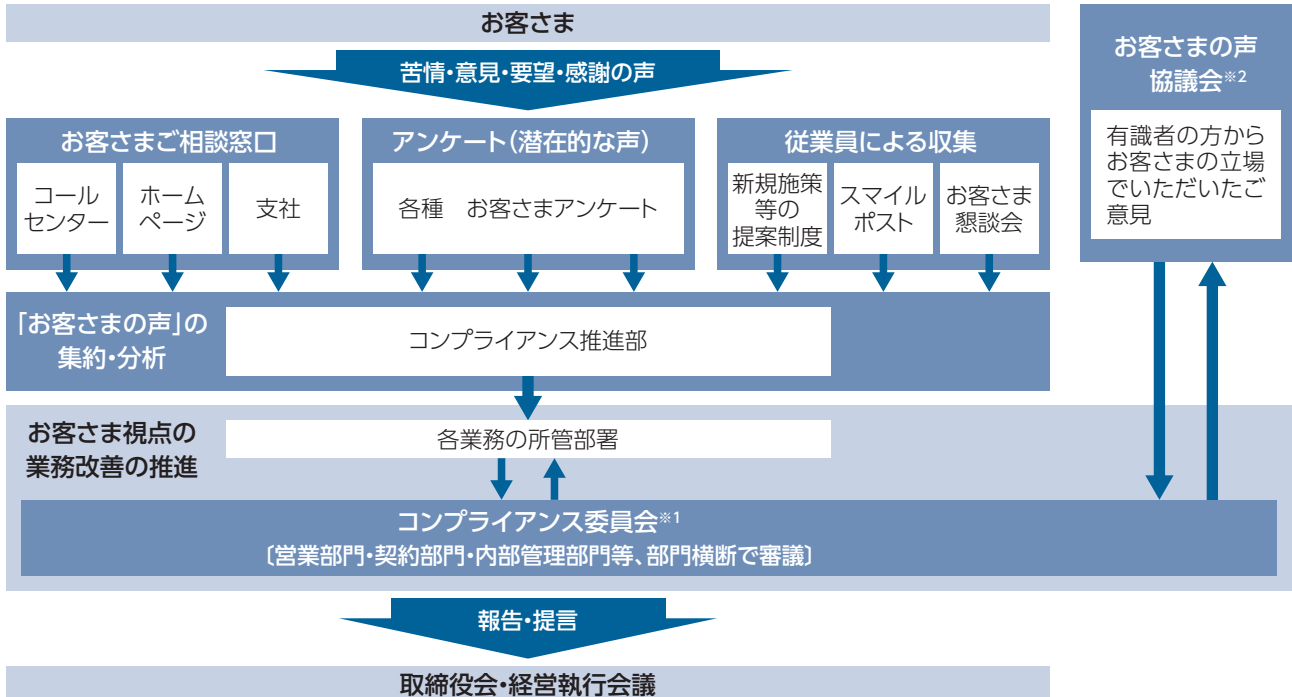 お客さま
苦情・意見・要望・感謝の声
お客さまご相談窓口
コール
センター
ホーム
ページ
支社
アンケート(潜在的な声)
各種　お客さまアンケート
従業員による収集
新規施策
等の
提案制度
スマイル
ポスト
お客さま
懇談会
お客さまの声
協議会※2
有識者の方から
お客さまの立場
でいただいたご
意見
「お客さまの声」の
集約・分析
コンプライアンス推進部
お客さま視点の
業務改善の推進
各業務の所管部署
コンプライアンス委員会※1
〔営業部門・契約部門・内部管理部門等、部門横断で審議〕
報告・提言
取締役会・経営執行会議